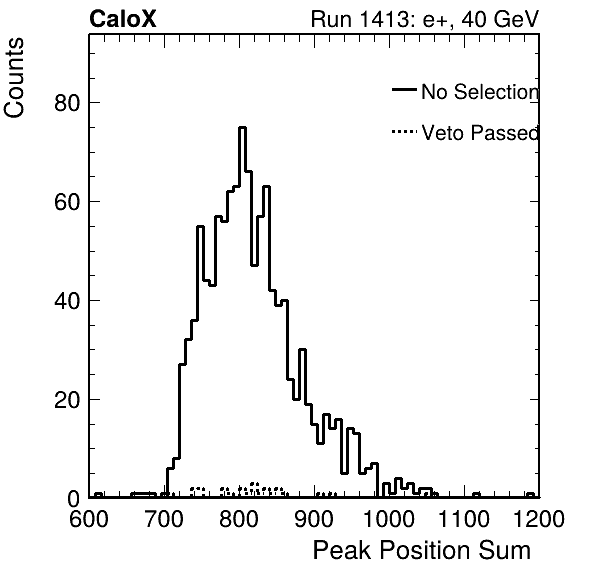 CaloX Run 1413: e+, 40 GeV
Counts
No Selection
Veto Passed
80
60
40
20
0
600 700 800 900 1000 1100 1200
Peak Position Sum